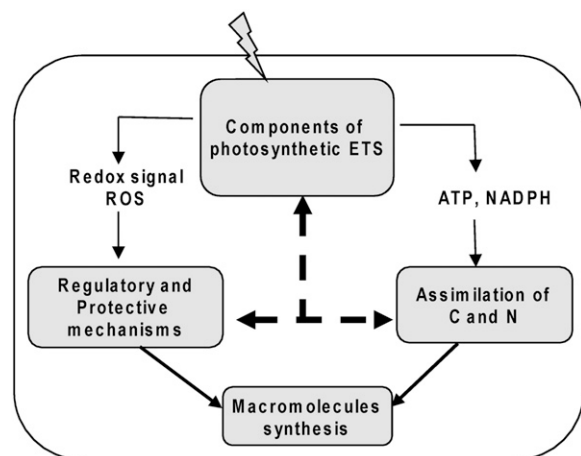 Components of
photosynthetic ETS
Redox signal
ROS
ATP, NADPH
Regulatory and
Protective
mechanisms
Assimilation of
C and N
Macromolecules
synthesis